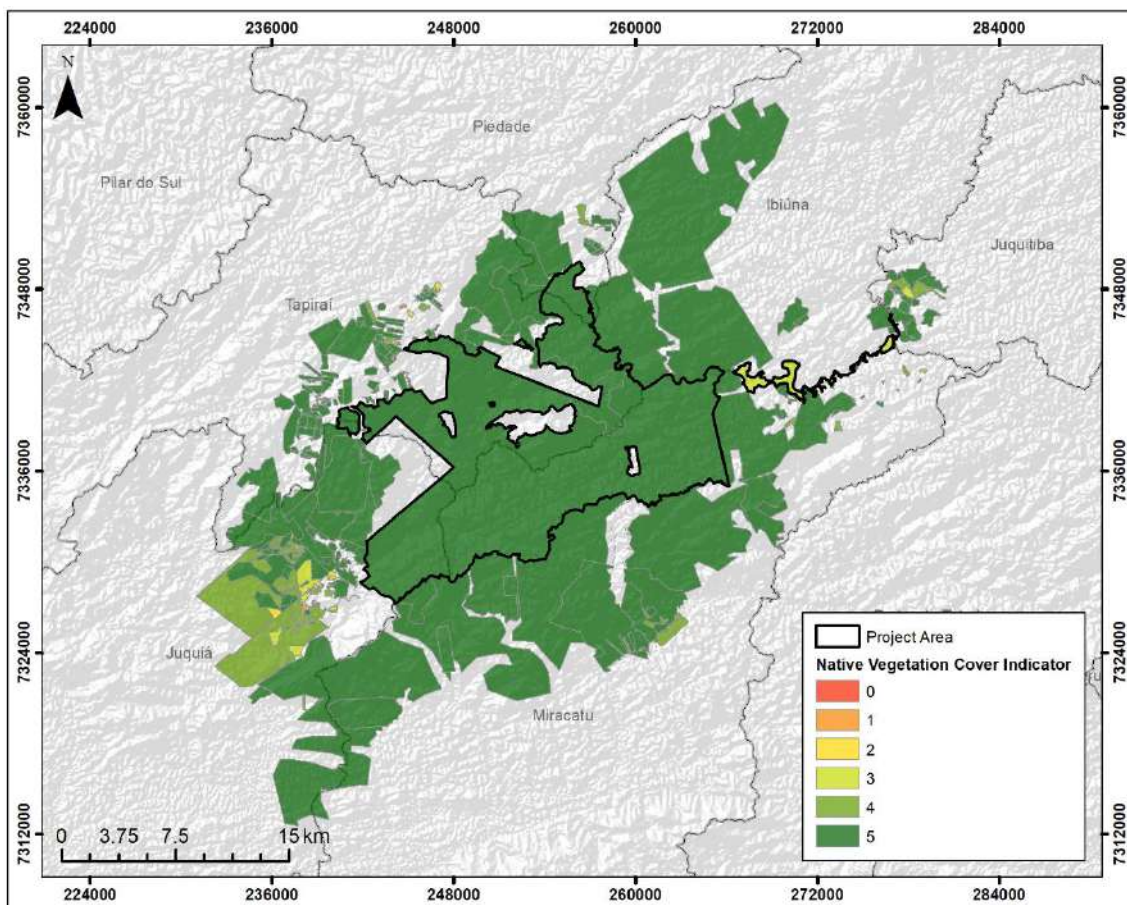 224000 236000 248000 260000 272000 284000
N
7360000 7360000
Piedade
Pilar do Sul
Ibiúna
Juquitiba
7348000 7348000
Tapiraí
7336000 7336000
Project Area
Native Vegetation Cover Indicator
7324000 7324000
Juquiá
0
1
Miracatu
2
3
4
5
7312000 7312000
0 3.75 7.5 15 km
224000 236000 248000 260000 272000 284000